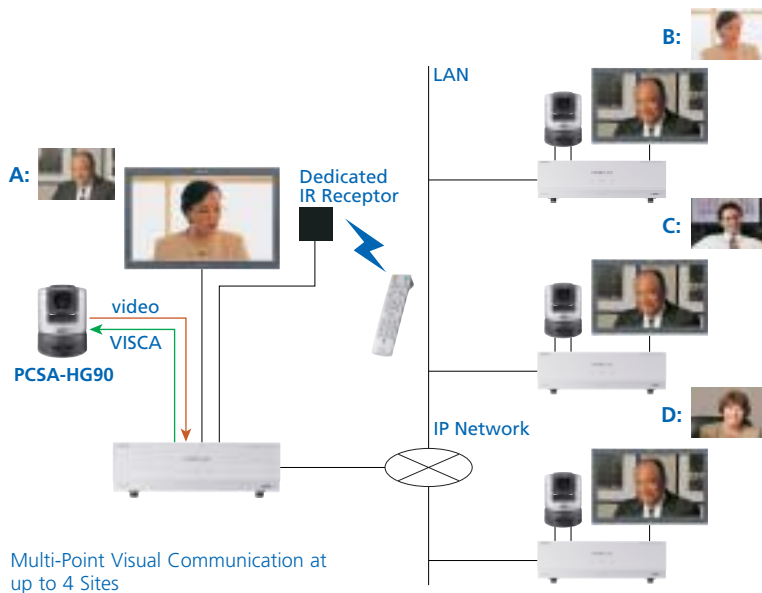 B:
LAN
A:
Dedicated
IR Receptor
C:
video
VISCA
PCSA-HG90
D:
IP Network
Multi-Point Visual Communication at
up to 4 Sites